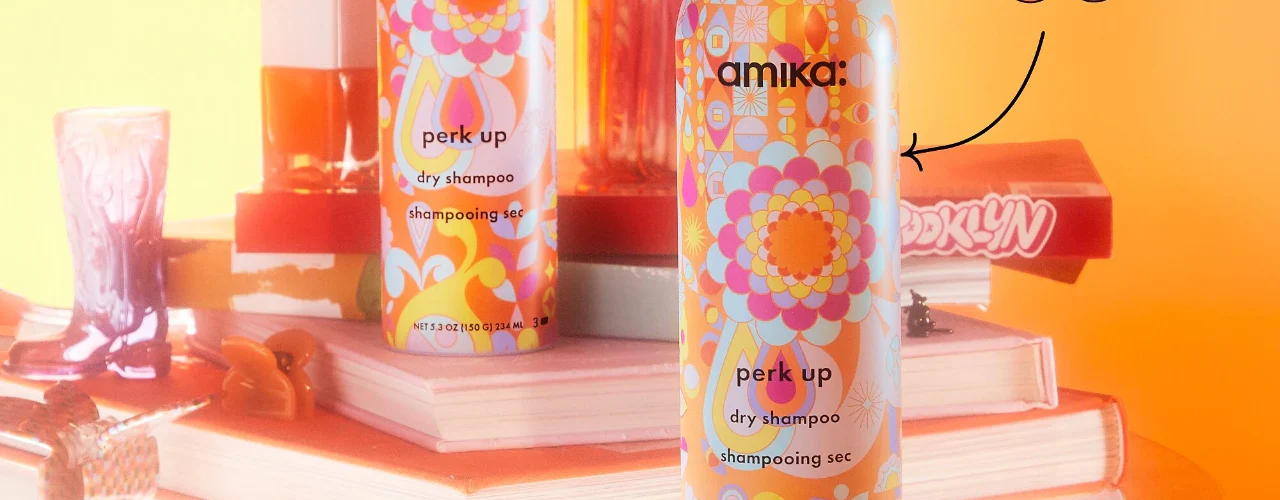 perk up
dry shampoo
shampooing sec
NET 5.3 OZ (150 G) 234 ML
amika:
perk up
dry shampoo
shampooing sec